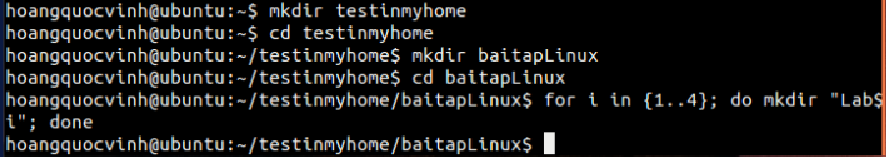 hoangquocvinh@ubuntu:~$ mkdir testinmyhome
hoangquocvinh@ubuntu:~$ cd testinmyhome
hoangquocvinh@ubuntu:~/testinmyhome$ mkdir baitapLinux
hoangquocvinh@ubuntu:~/testinmyhome$ cd baitapLinux
hoangquocvinh@ubuntu:~/testinmyhome/baitapLinux$ for i in {1..4}; do mkdir "Lab$
i"; done
hoangquocvinh@ubuntu:~/testinmyhome/baitapLinux$